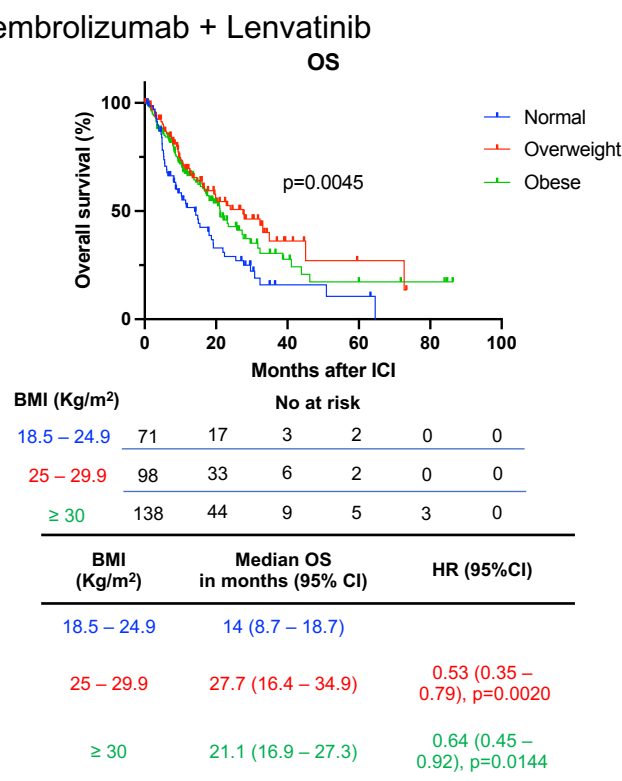 embrolizumab + Lenvatinib
OS
100
50
0
Overall survival (%)
p=0.0045
Normal
Overweight
Obese
0 20 40 60 80 100
Months after ICI
BMI (Kg/m²) No at risk
18.5 – 24.9 71 17 3 2 0 0
25 – 29.9 98 33 6 2 0 0
≥ 30 138 44 9 5 3 0
BMI
(Kg/m²)
Median OS
in months (95% CI)
HR (95%CI)
18.5 – 24.9 14 (8.7 – 18.7)
25 – 29.9 27.7 (16.4 – 34.9)
0.53 (0.35 –
0.79), p=0.0020
≥ 30 21.1 (16.9 – 27.3)
0.64 (0.45 –
0.92), p=0.0144